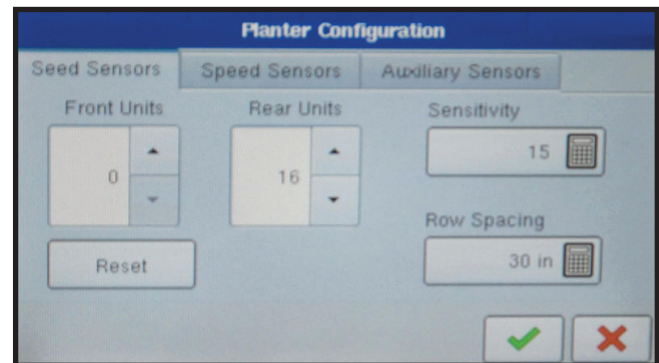 Planter Configuration
Seed Sensors Speed Sensors Auxiliary Sensors
Front Units Rear Units Sensitivity
0 16 15
Row Spacing
30 in
Reset